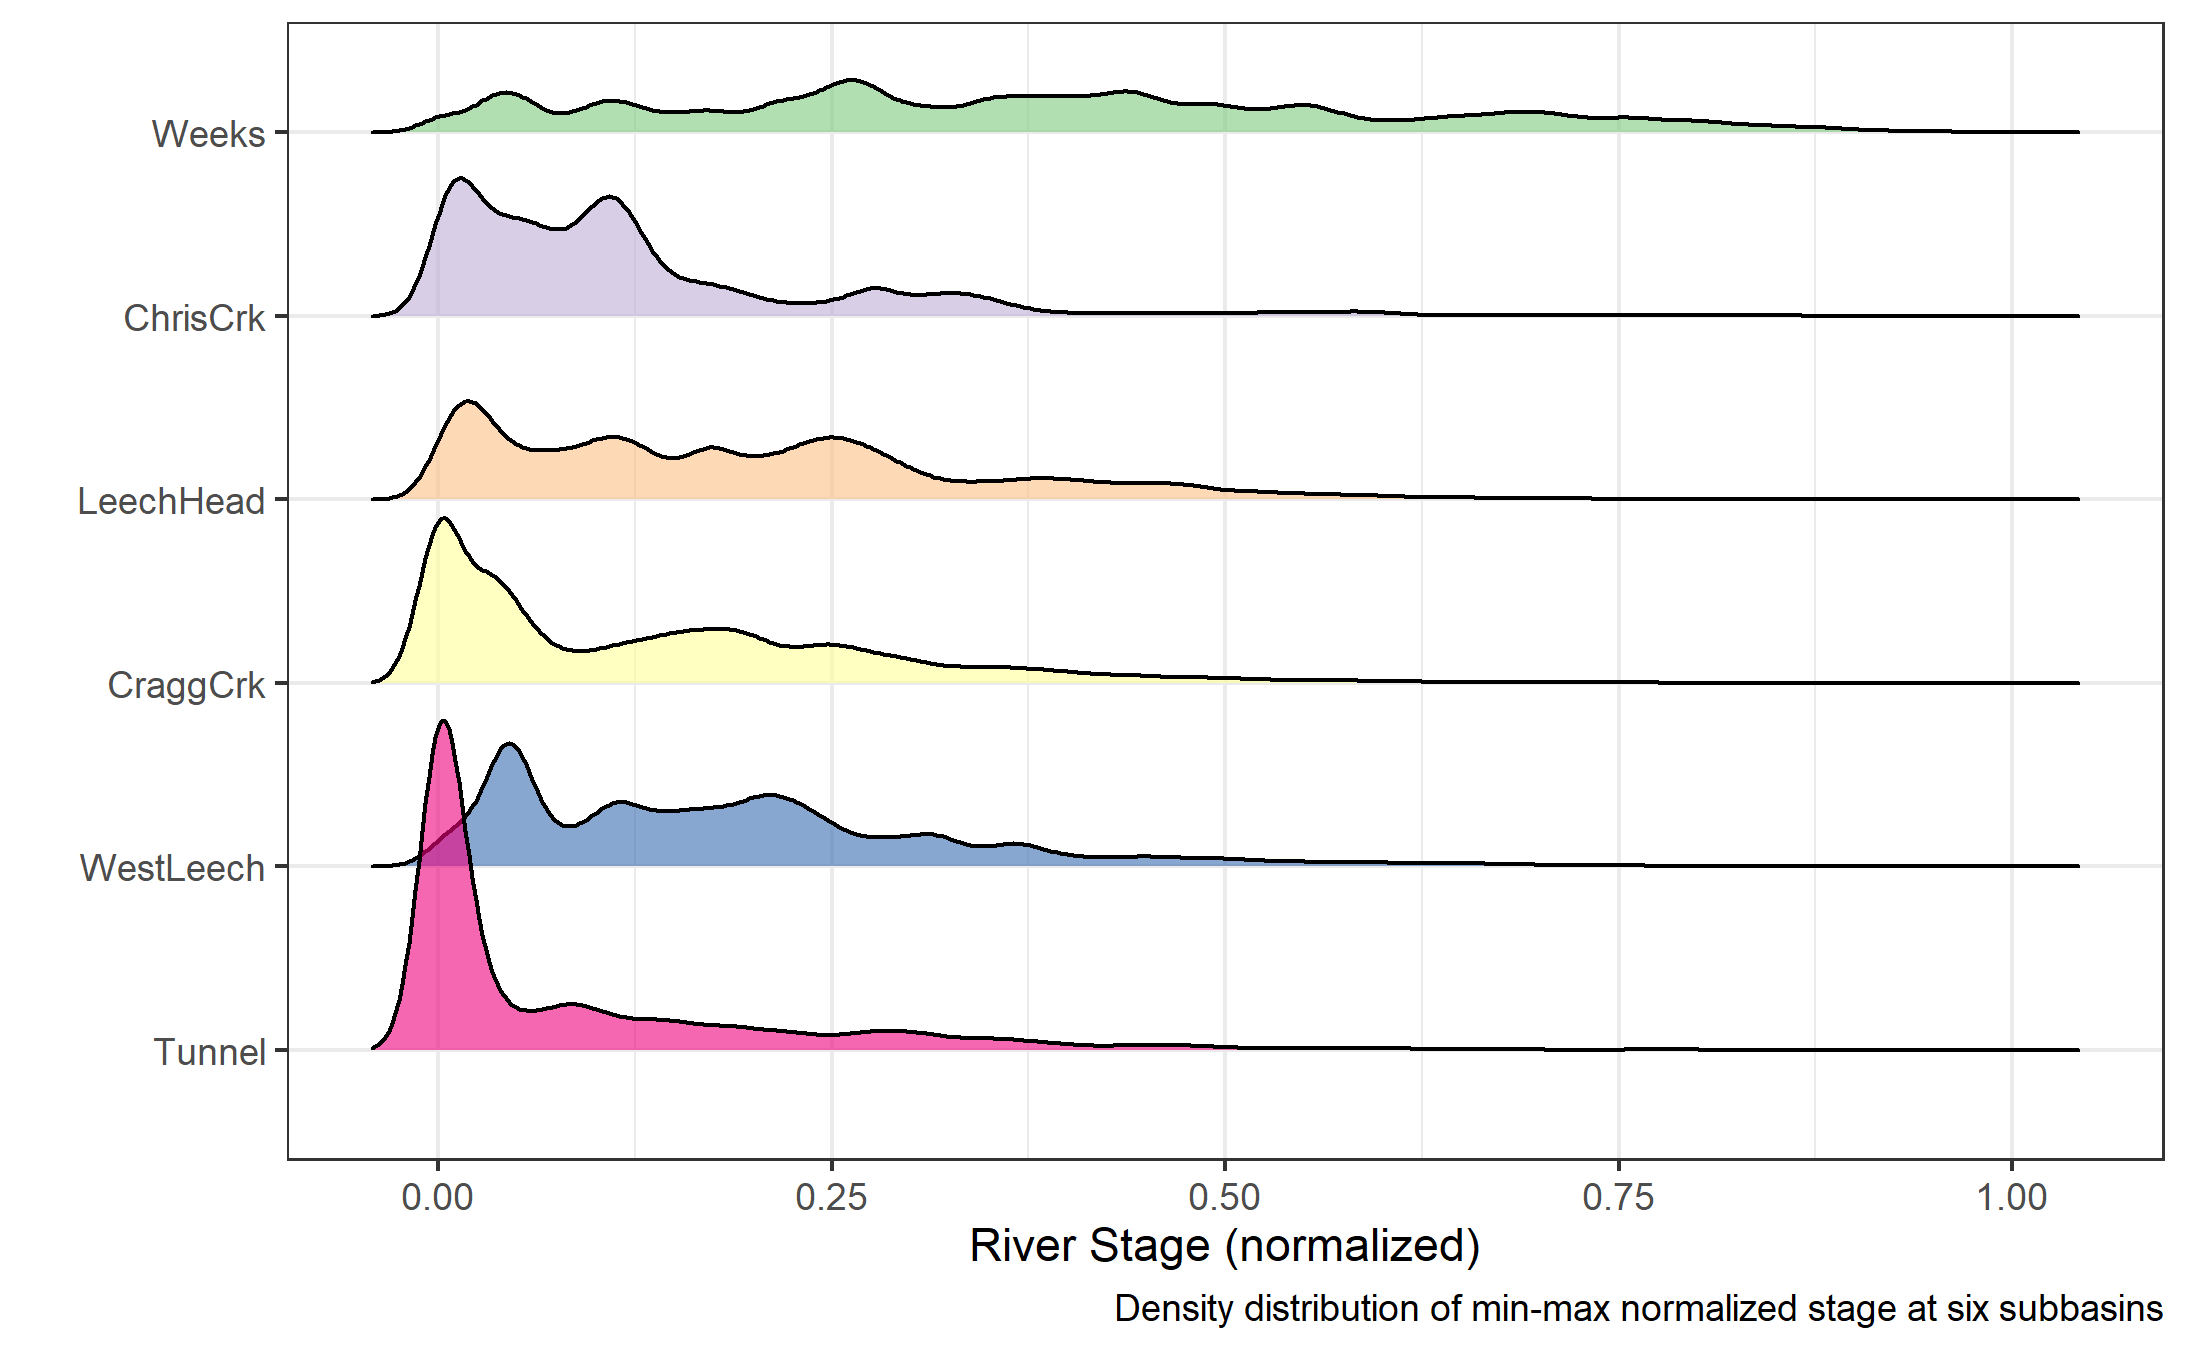 Weeks
ChrisCrk
LeechHead
CraggCrk
WestLeech
Tunnel
0.00 0.25 0.50 0.75 1.00
River Stage (normalized)
Density distribution of min-max normalized stage at six subbasins